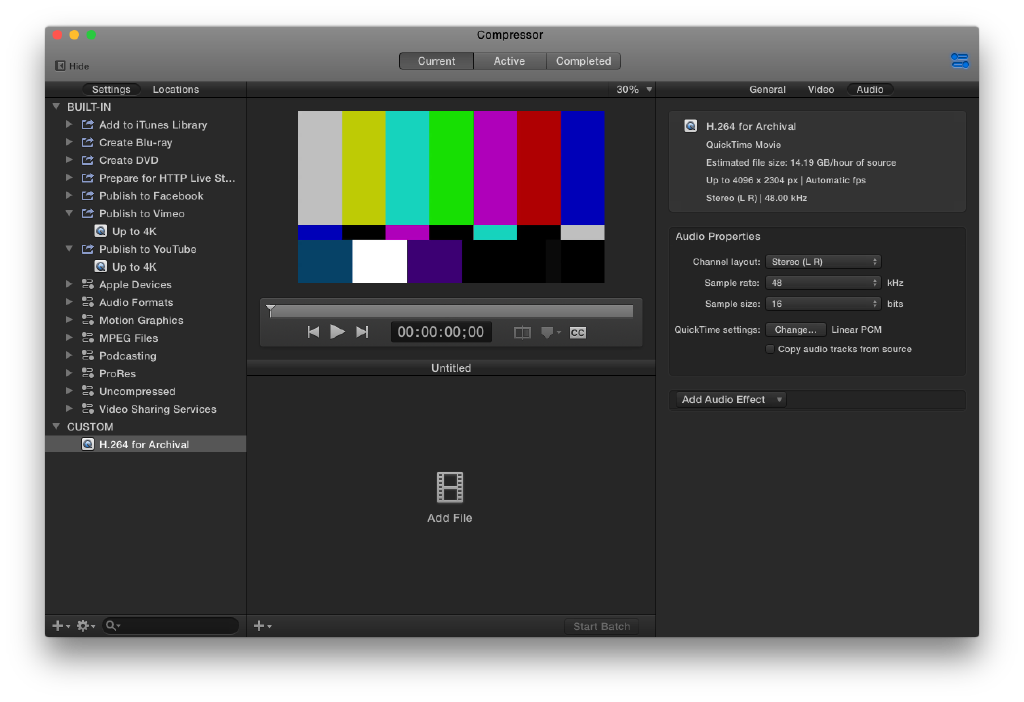 Compressor
Hide
Current Active Completed
Settings Locations
30%
General Video Audio
BUILT-IN
Add to iTunes Library
Create Blu-ray
Create DVD
Prepare for HTTP Live St...
Publish to Facebook
Publish to Vimeo
Up to 4K
Publish to YouTube
Up to 4K
Apple Devices
Audio Formats
Motion Graphics
MPEG Files
Podcasting
ProRes
Uncompressed
Video Sharing Services
CUSTOM
H.264 for Archival
00:00:00;00
CC
Untitled
Add File
Start Batch
H.264 for Archival
QuickTime Movie
Estimated file size: 14.19 GB/hour of source
Up to 4096 x 2304 px | Automatic fps
Stereo (L R) | 48.00 kHz
Audio Properties
Channel layout: Stereo (L R)
Sample rate: 48 kHz
Sample size: 16 bits
QuickTime settings: Change... Linear PCM
Copy audio tracks from source
Add Audio Effect